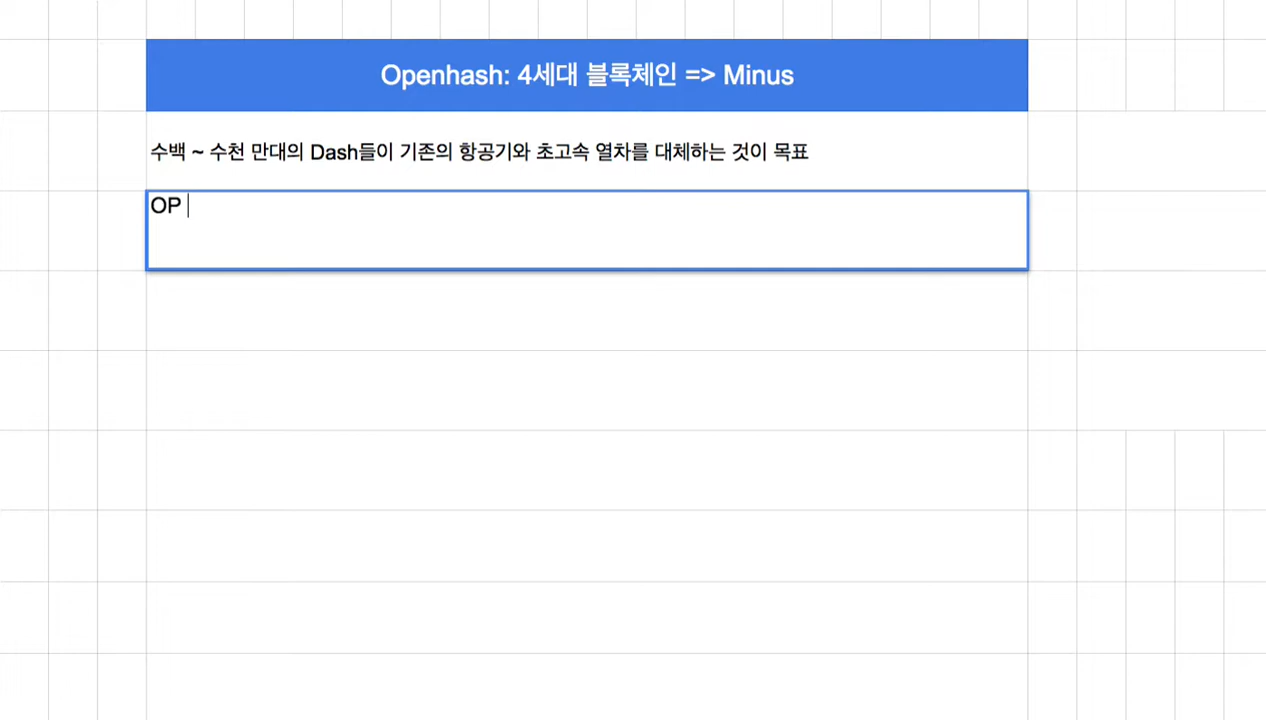 Openhash: 4세대 블록체인 => Minus
수백 ~ 수천 만대의 Dash들이 기존의 항공기와 초고속 열차를 대체하는 것이 목표
OP